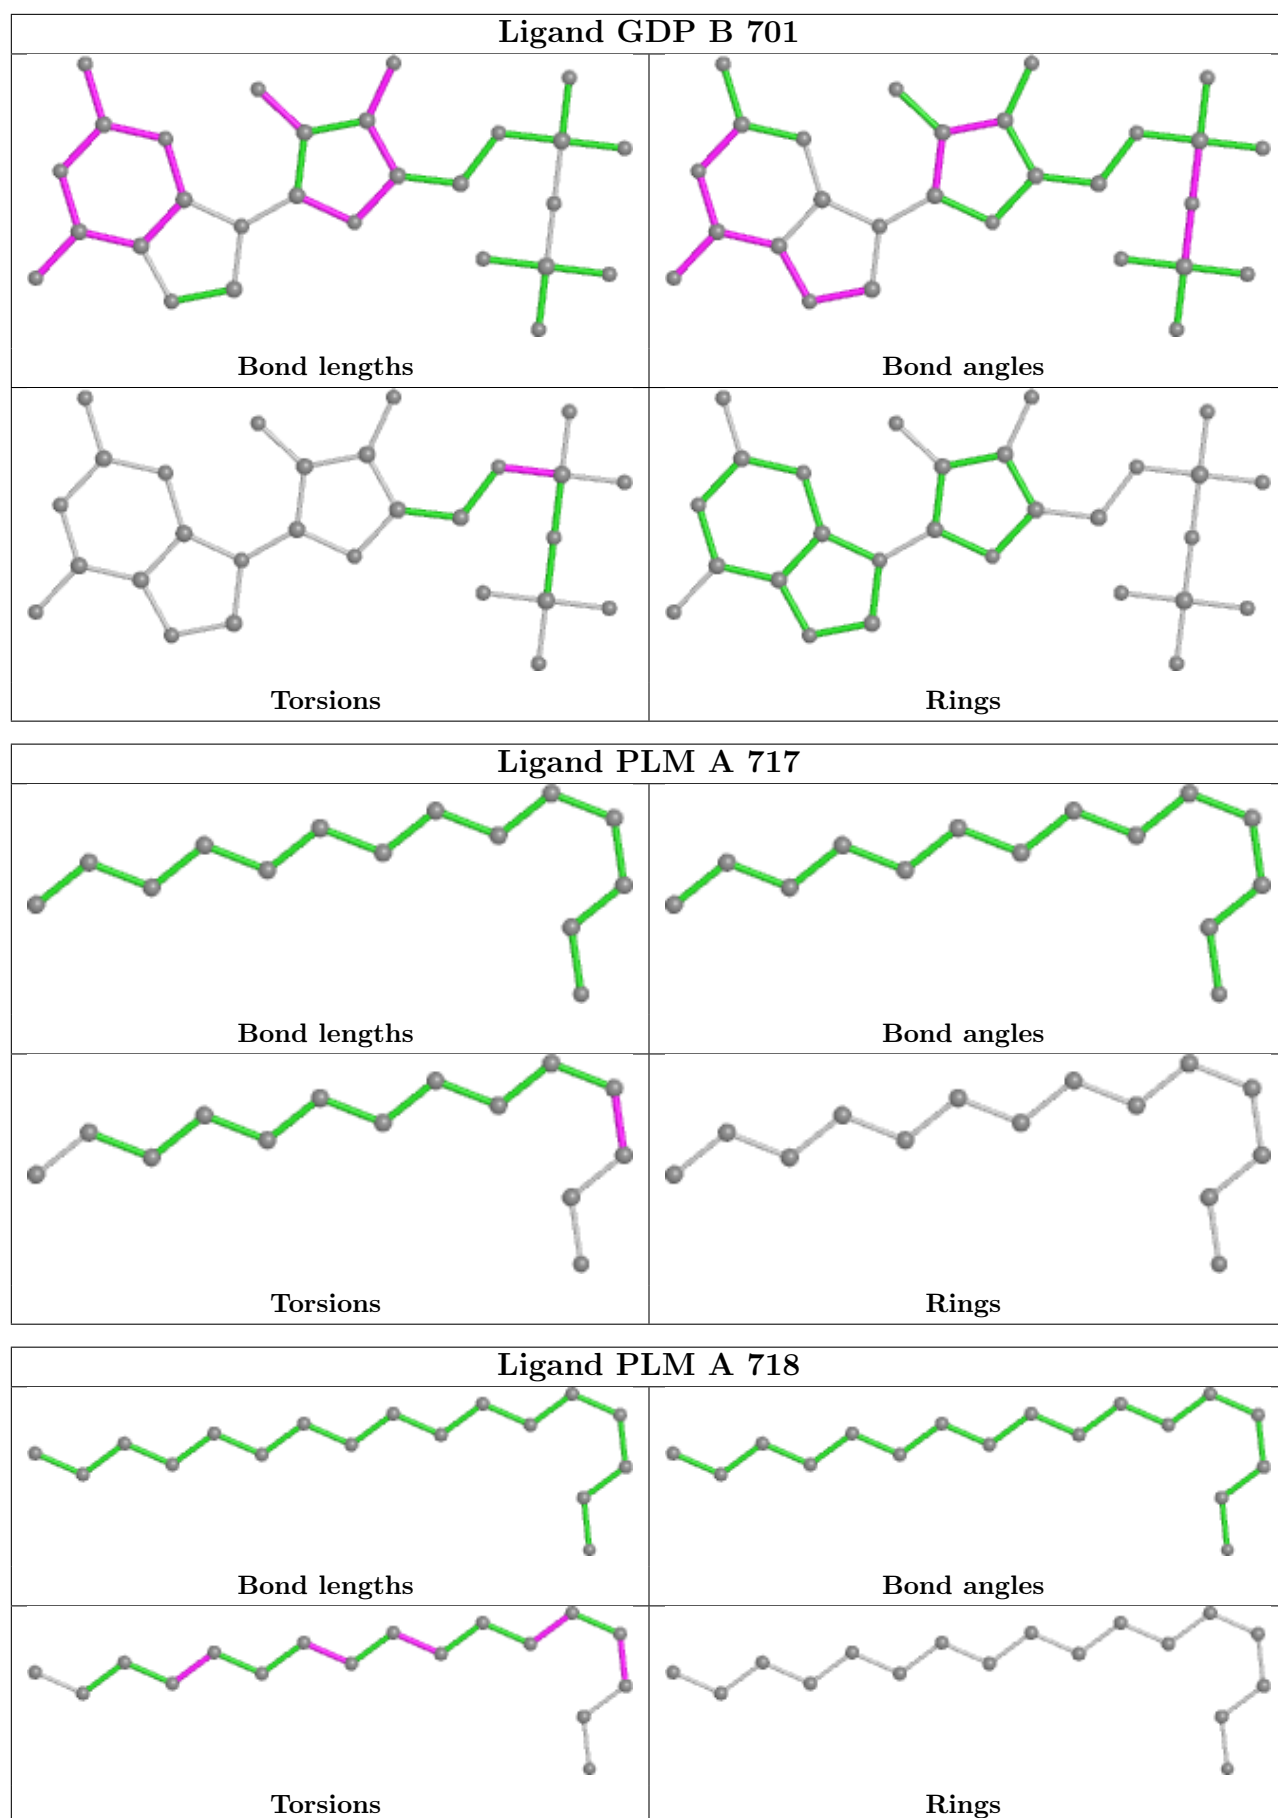 Ligand GDP B 701
Bond lengths
Bond angles
Torsions
Rings
Ligand PLM A 717
Bond lengths
Bond angles
Torsions
Rings
Ligand PLM A 718
Bond lengths
Bond angles
Torsions
Rings